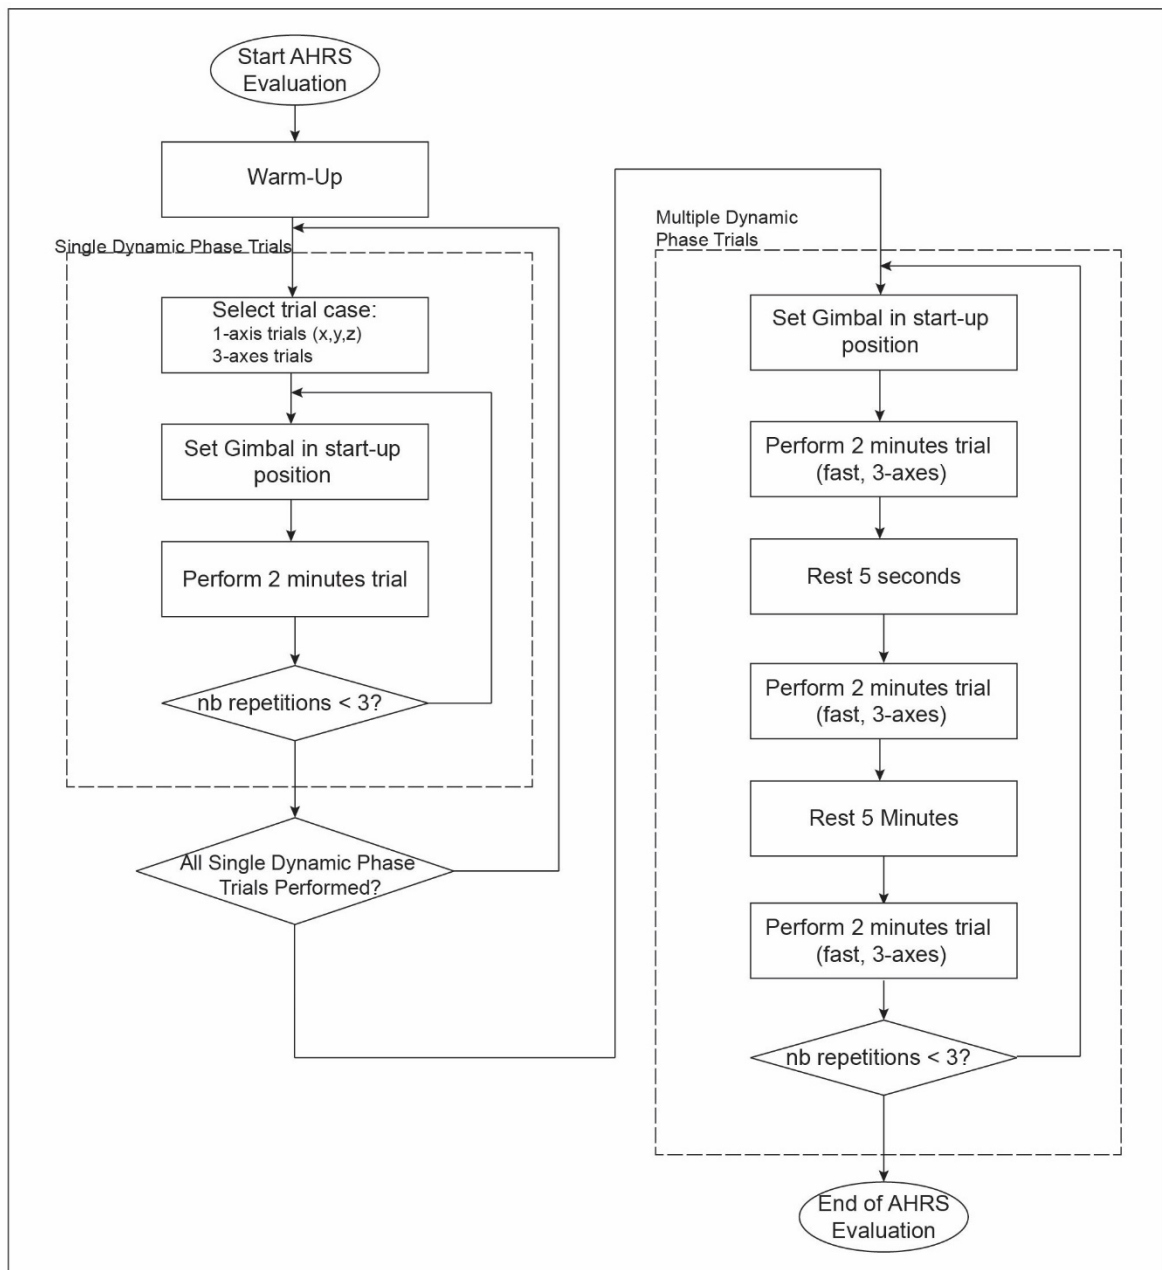 Start AHRS
Evaluation
Warm-Up
Single Dynamic Phase Trials
Select trial case:
1-axis trials (x,y,z)
3-axes trials
Set Gimbal in start-up
position
Perform 2 minutes trial
nb repetitions < 3?
All Single Dynamic Phase
Trials Performed?
Multiple Dynamic
Phase Trials
Set Gimbal in start-up
position
Perform 2 minutes trial
(fast, 3-axes)
Rest 5 seconds
Perform 2 minutes trial
(fast, 3-axes)
Rest 5 Minutes
Perform 2 minutes trial
(fast, 3-axes)
nb repetitions < 3?
End of AHRS
Evaluation